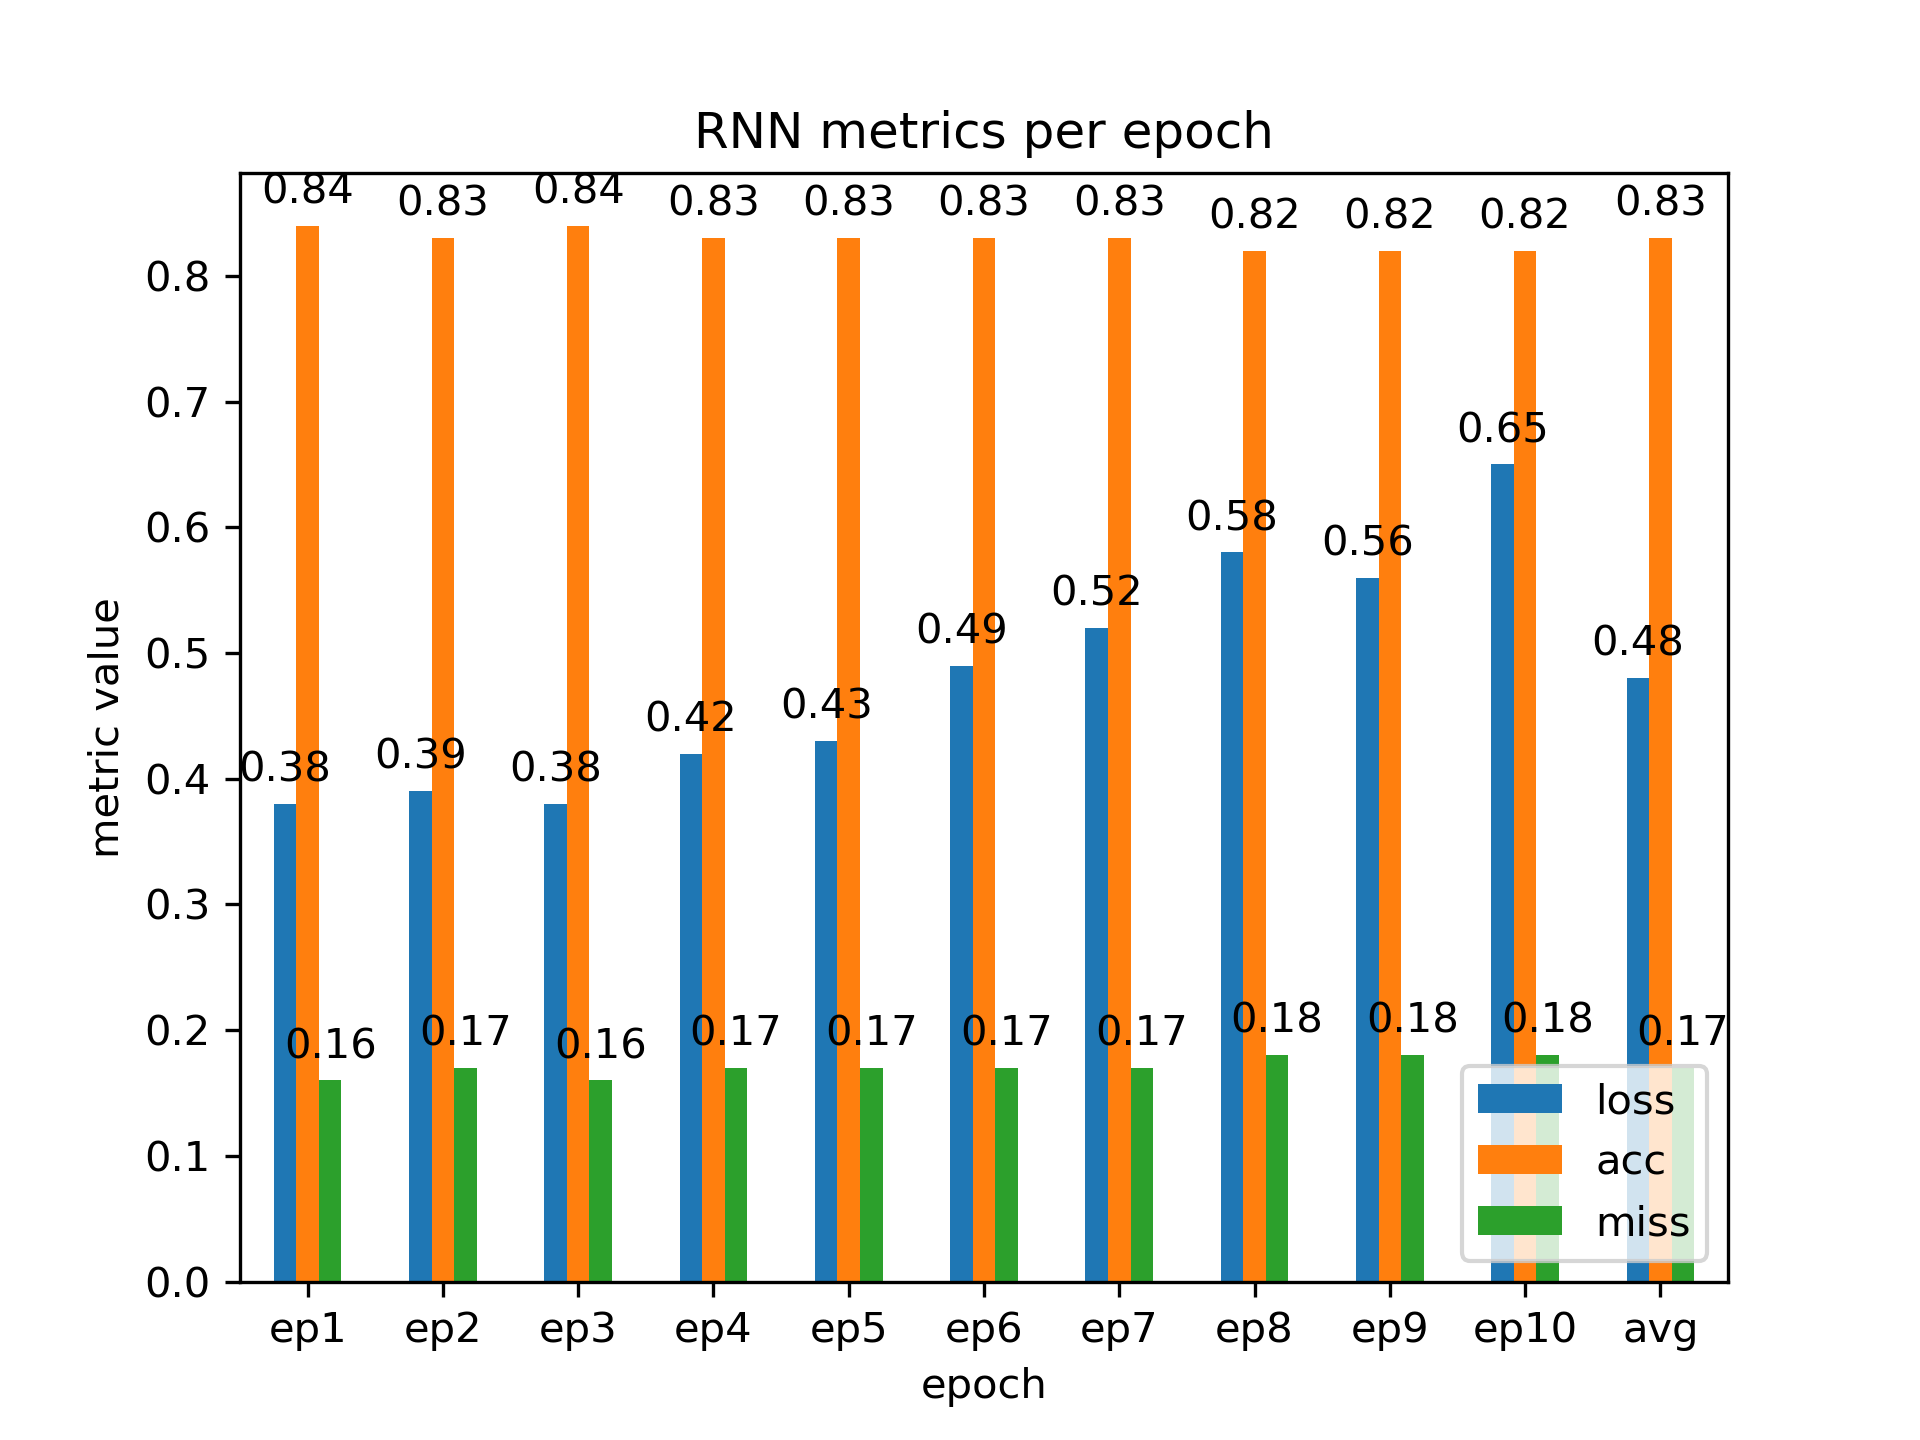 RNN metrics per epoch
0.84 0.83 0.84 0.83 0.83 0.83 0.83 0.82 0.82 0.82 0.83
0.38 0.39 0.38 0.42 0.43 0.49 0.52 0.58 0.56 0.65 0.48
0.16 0.17 0.16 0.17 0.17 0.17 0.17 0.18 0.18 0.18 0.17
metric value
0.8
0.7
0.6
0.5
0.4
0.3
0.2
0.1
0.0
loss
acc
miss
ep1 ep2 ep3 ep4 ep5 ep6 ep7 ep8 ep9 ep10 avg
epoch